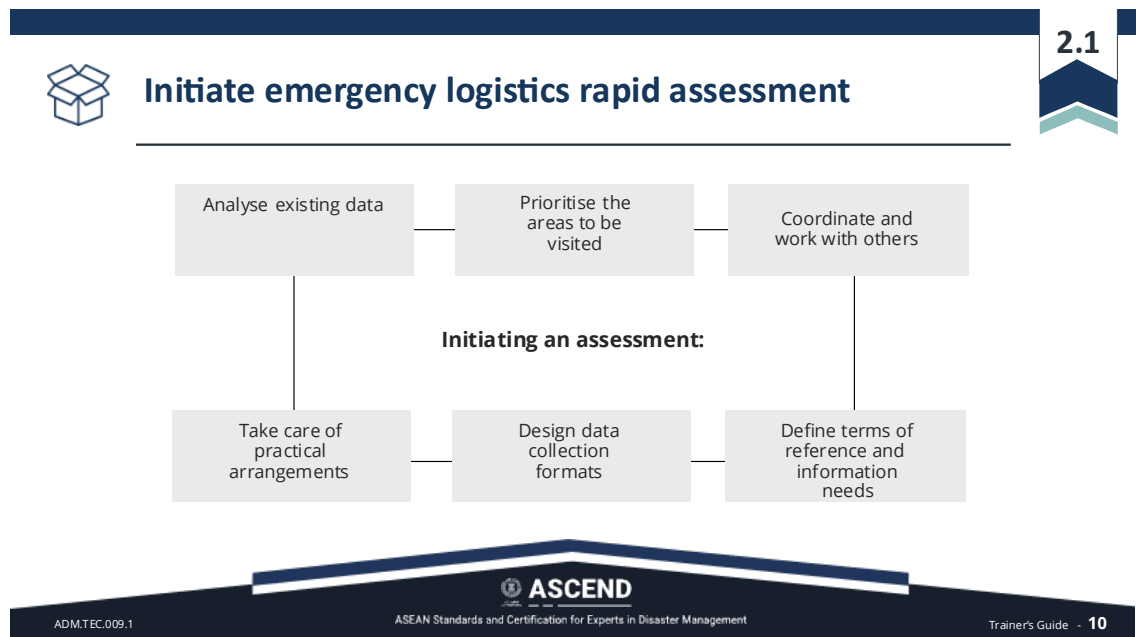 2.1
Initiate emergency logistics rapid assessment
Analyse existing data
Prioritise the
areas to be
visited
Coordinate and
work with others
Initiating an assessment:
Take care of
practical
arrangements
Design data
collection
formats
Define terms of
reference and
information
needs
ASCEND
ASEAN Standards and Certification for Experts in Disaster Management
ADM.TEC.009.1
Trainer's Guide - 10